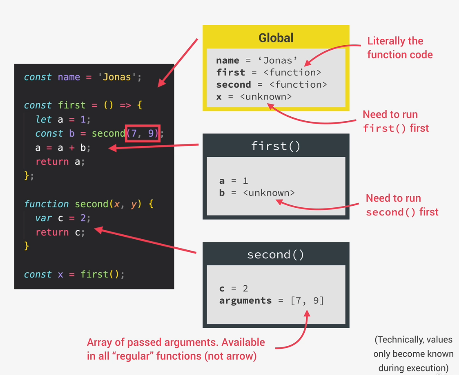 const name = 'Jonas';
const first = () => {
let a = 1;
const b = second(7, 9);
a = a + b;
return a;
};
function second(x, y) {
var c = 2;
return c;
}
const x = first();
Global
name = ‘Jonas’
first = <function>
second = <function>
x = <unknown>
Literally the
function code
Need to run
first() first
first()
a = 1
b = <unknown>
Need to run
second() first
second()
c = 2
arguments = [7, 9]
Array of passed arguments. Available
in all “regular” functions (not arrow)
(Technically, values
only become known
during execution)